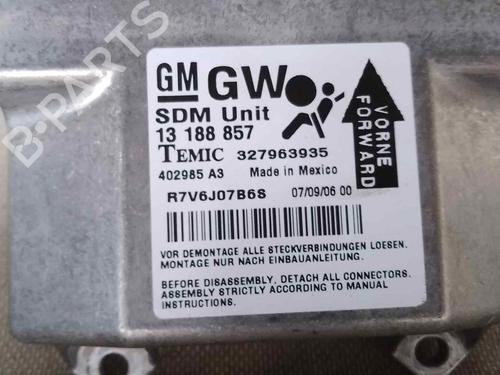 GM GW
SDM Unit
13 188 857
TEMIC 327963935
402985 A3 Made in Mexico
R7V6J07B6S 07/09/06 00
VORNE
FORWARD
VOR DEMONTAGE ALLE STECKVERBINDUNGEN LOESEN.
MONTAGE NUR NACH EINBAUANLEITUNG.
BEFORE DISASSEMBLY, DETACH ALL CONNECTORS.
ASSEMBLY STRICTLY ACCORDING TO MANUAL
INSTRUCTIONS
B-PARTS